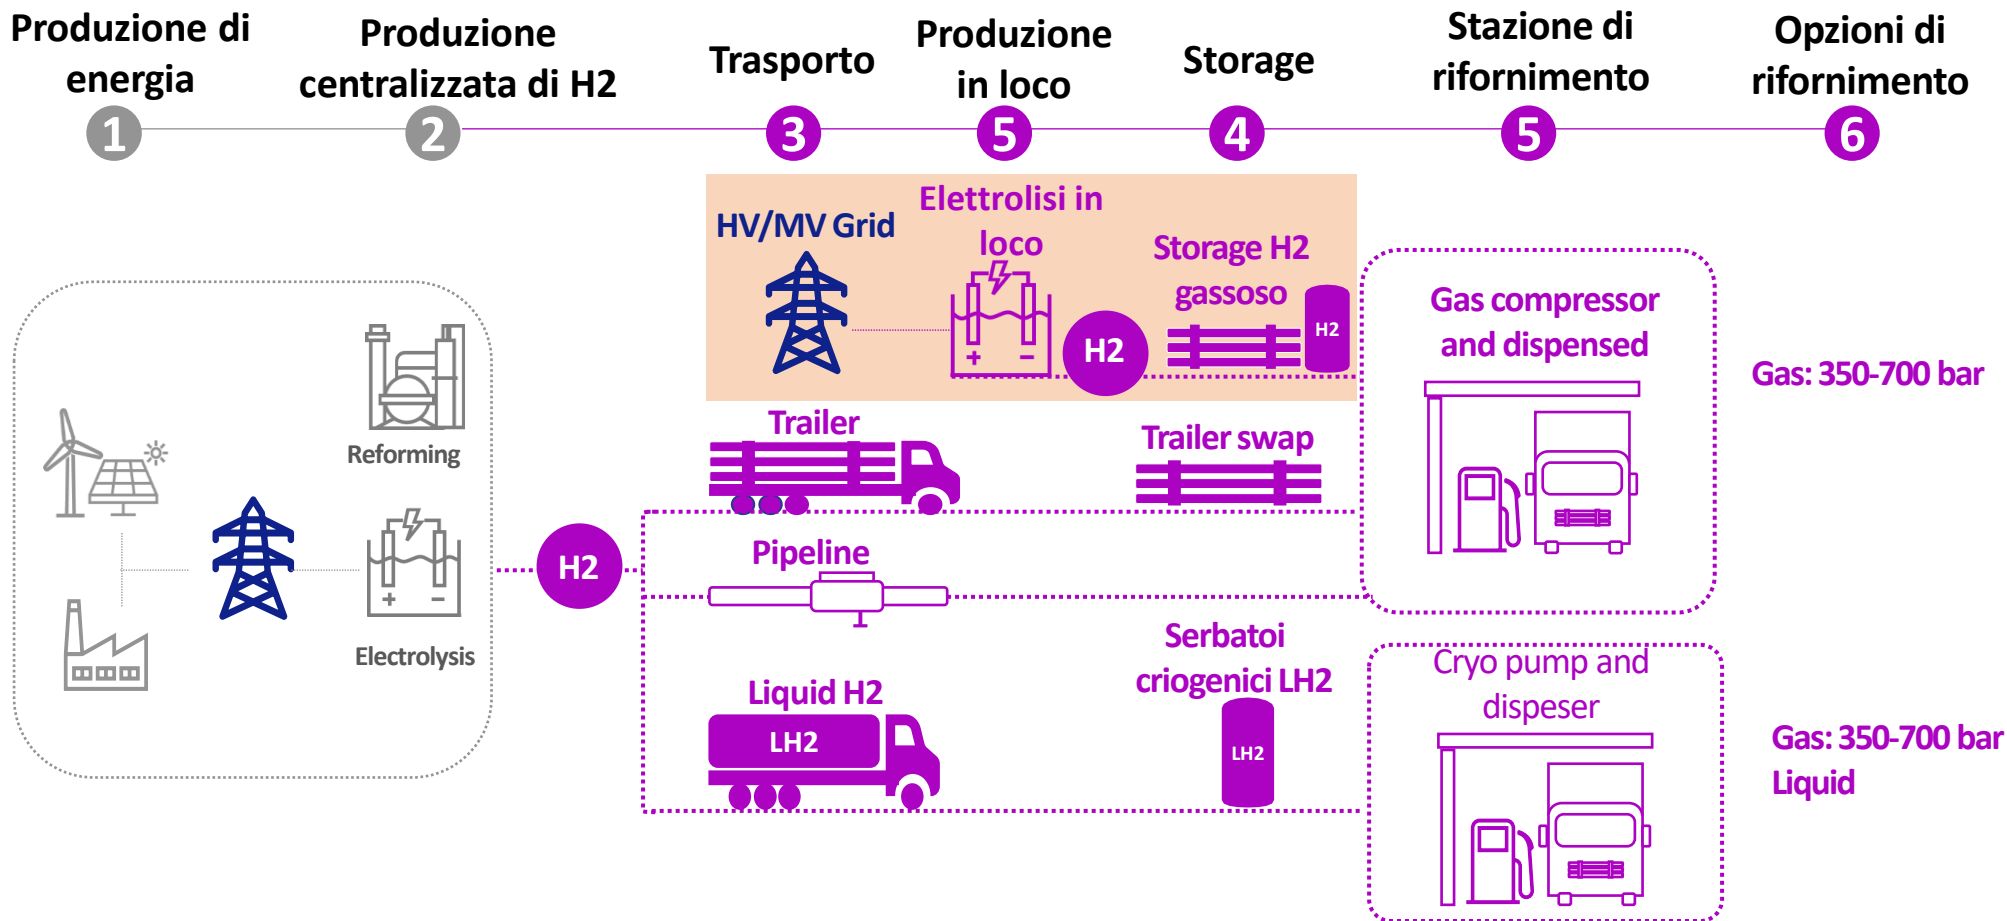 Produzione di
energia
Produzione
centralizzata di H2
Trasporto
Produzione
in loco
Storage
Stazione di
rifornimento
Opzioni di
rifornimento
1
2
3
5
4
5
6
HV/MV Grid
Elettrolisi in
loco
+ −
H2
Storage H2
gassoso
H2
Gas compressor
and dispensed
Gas: 350-700 bar
Reforming
+ −
Electrolysis
H2
Trailer
Trailer swap
Pipeline
Liquid H2
LH2
Serbatoi
criogenici LH2
LH2
Cryo pump and
dispeser
Gas: 350-700 bar
Liquid